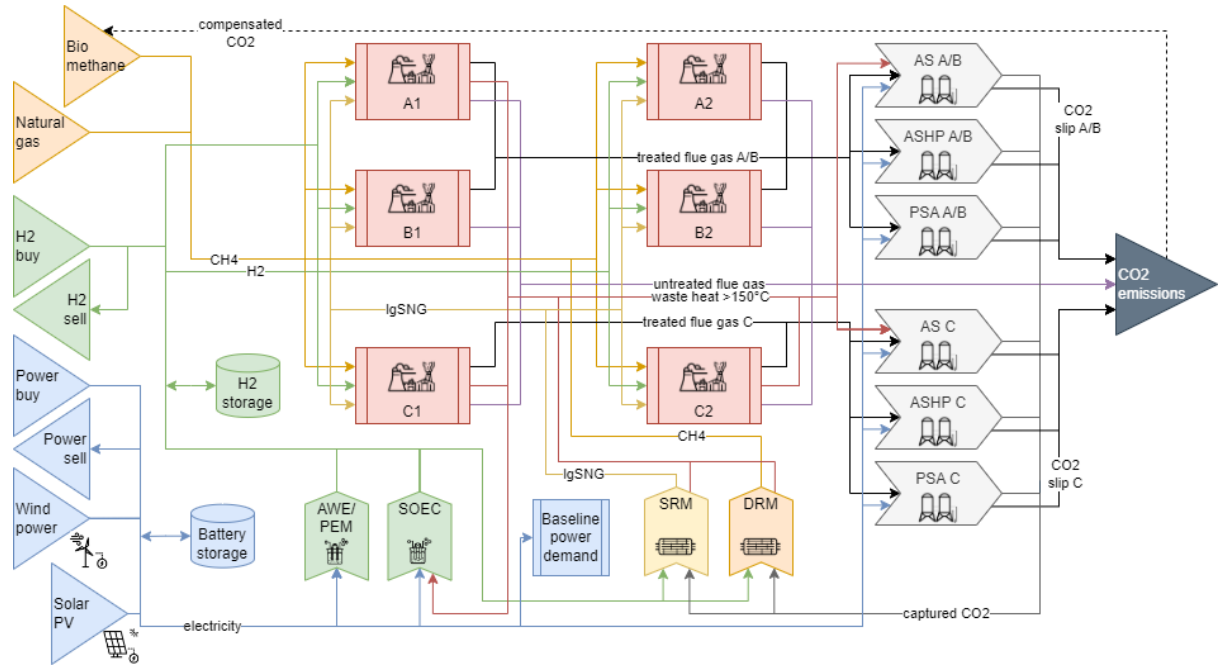 compensated
CO2
Bio
methane
Natural
gas
H2
buy
H2
sell
Power
buy
Power
sell
Wind
power
Solar
PV
H2
storage
Battery
storage
A1
B1
C1
A2
B2
C2
CH4
H2
lgSNG
treated flue gas A/B
untreated flue gas
waste heat >150°C
treated flue gas C
CH4
lgSNG
AWE/
PEM
SOEC
Baseline
power
demand
SRM
DRM
electricity
captured CO2
AS A/B
ASHP A/B
PSA A/B
AS C
ASHP C
PSA C
CO2
slip A/B
CO2
slip C
CO2
emissions